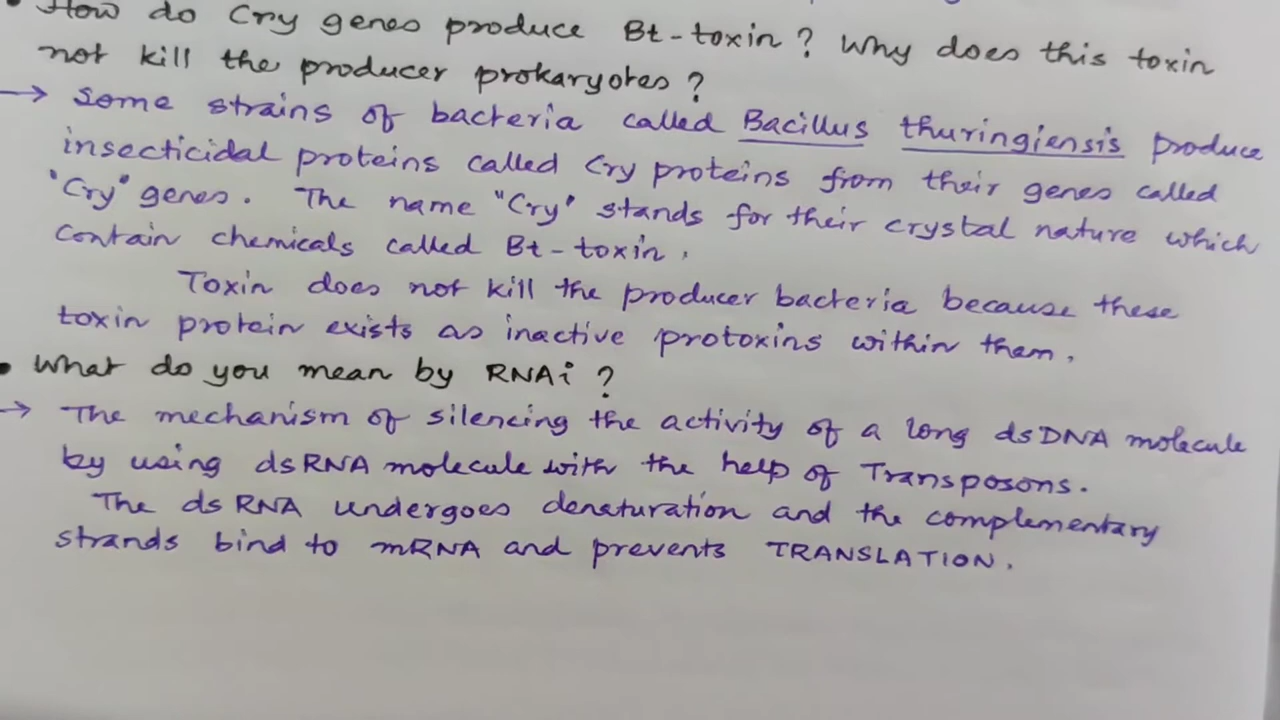 • How do Cry genes produce Bt-toxin? Why does this toxin
not kill the producer prokaryotes?
→ Some strains of bacteria called Bacillus thuringiensis produce
insecticidal proteins called Cry proteins from their genes called
"Cry" genes. The name "Cry" stands for their crystal nature which
contain chemicals called Bt-toxin.
Toxin does not kill the producer bacteria because these
toxin protein exists as inactive protoxins within them.
• What do you mean by RNAi?
→ The mechanism of silencing the activity of a long dsDNA molecule
by using dsRNA molecule with the help of Transposons.
The dsRNA undergoes denaturation and the complementary
strands bind to mRNA and prevents TRANSLATION.